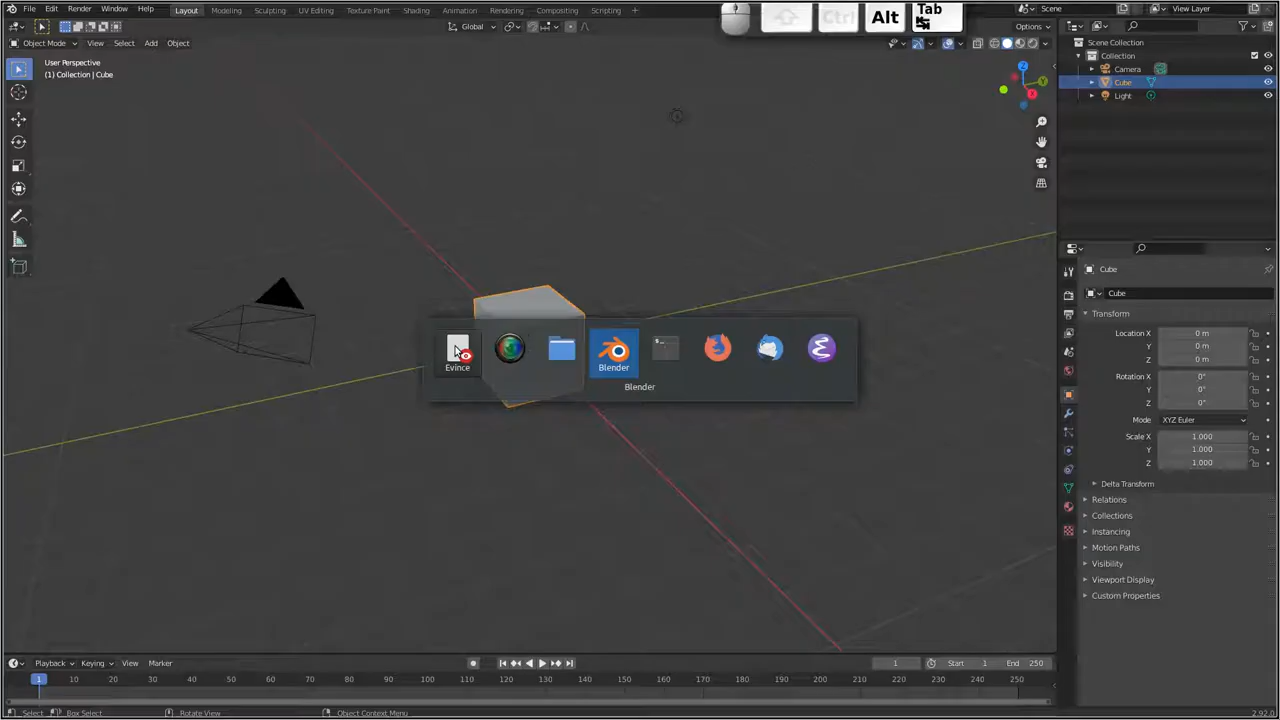 File Edit Render Window Help
Layout Modeling Sculpting UV Editing Texture Paint Shading Animation Rendering Compositing Scripting
Ctrl Alt Tab
Scene View Layer
Object Mode View Select Add Object
Global
Options
User Perspective
(1) Collection | Cube
Z
Y
X
Scene Collection
Collection
Camera
Cube
Light
Evince
Blender
Blender
Cube
Cube
Transform
Location X 0 m
Y 0 m
Z 0 m
Rotation X 0°
Y 0°
Z 0°
Mode XYZ Euler
Scale X 1.000
Y 1.000
Z 1.000
Delta Transform
Relations
Collections
Instancing
Motion Paths
Visibility
Viewport Display
Custom Properties
Playback Keying View Marker
1 Start 1 End 250
1 10 20 30 40 50 60 70 80 90 100 110 120 130 140 150 160 170 180 190 200 210 220 230 240 250
Select Box Select Rotate View Object Context Menu 2.92.0